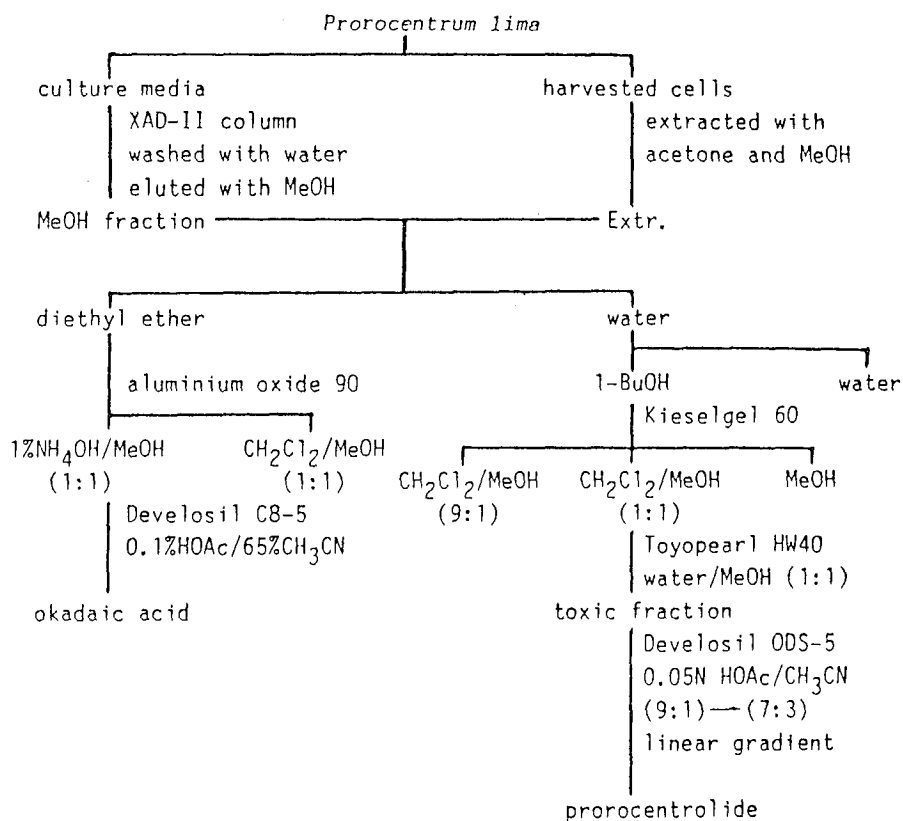 Prorocentrum lima
culture media
harvested cells
XAD-II column
washed with water
eluted with MeOH
extracted with
acetone and MeOH
MeOH fraction
Extr.
diethyl ether
water
aluminium oxide 90
1-BuOH
water
Kieselgel 60
1%NH₄OH/MeOH
(1:1)
CH₂Cl₂/MeOH
(1:1)
CH₂Cl₂/MeOH
(9:1)
CH₂Cl₂/MeOH
(1:1)
MeOH
Develosil C8-5
0.1%HOAc/65%CH₃CN
Toyopearl HW40
water/MeOH (1:1)
okadaic acid
toxic fraction
Develosil ODS-5
0.05N HOAc/CH₃CN
(9:1)—(7:3)
linear gradient
prorocentrolide